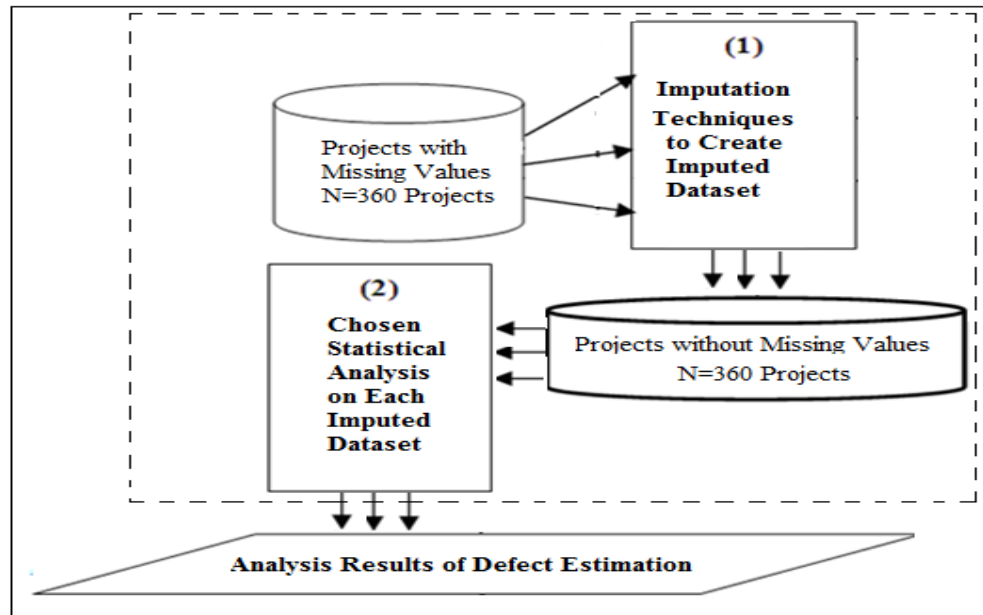 Projects with
Missing Values
N=360 Projects
(1)
Imputation
Techniques
to Create
Imputed
Dataset
Projects without Missing Values
N=360 Projects
(2)
Chosen
Statistical
Analysis
on Each
Imputed
Dataset
Analysis Results of Defect Estimation